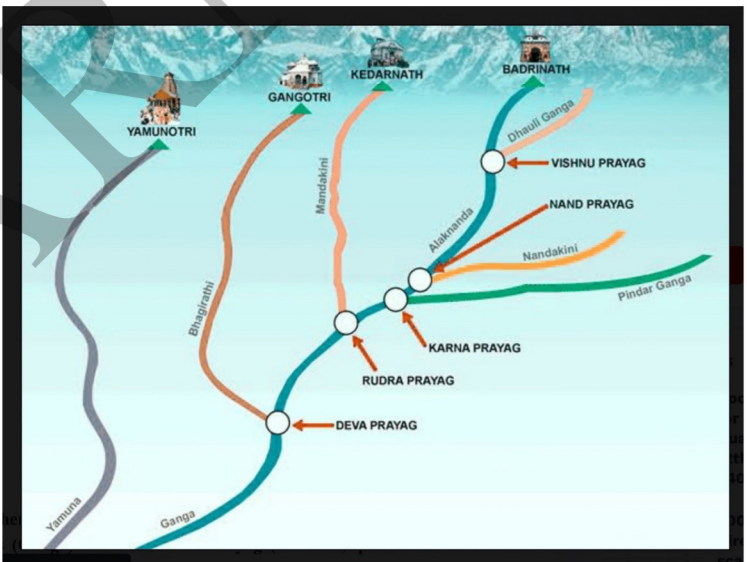 KEDARNATH
BADRINATH
GANGOTRI
YAMUNOTRI
Dhauli Ganga
VISHNU PRAYAG
Mandakini
NAND PRAYAG
Alaknanda
Nandakini
Pindar Ganga
Bhagirathi
KARNA PRAYAG
RUDRA PRAYAG
DEVA PRAYAG
Yamuna
Ganga